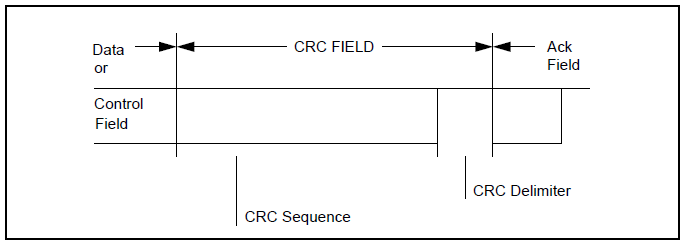 Data
or
CRC FIELD
Ack
Field
Control
Field
CRC Delimiter
CRC Sequence